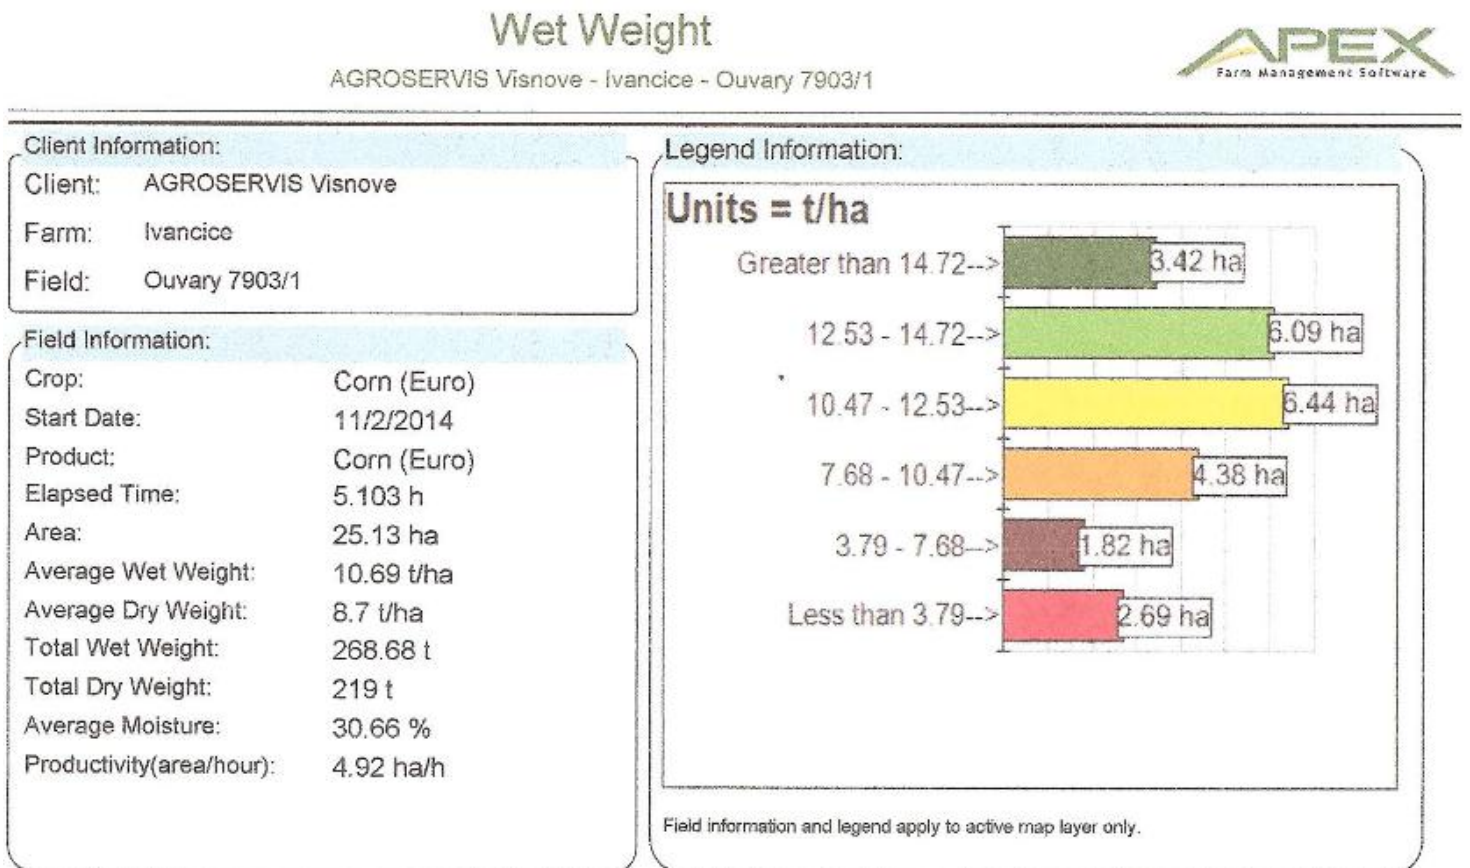 Wet Weight
AGROSERVIS Visnove - Ivancice - Ouvary 7903/1
APEX
Farm Management Software
Client Information:
Client: AGROSERVIS Visnove
Farm: Ivancice
Field: Ouvary 7903/1
Field Information:
Crop: Corn (Euro)
Start Date: 11/2/2014
Product: Corn (Euro)
Elapsed Time: 5.103 h
Area: 25.13 ha
Average Wet Weight: 10.69 t/ha
Average Dry Weight: 8.7 t/ha
Total Wet Weight: 268.68 t
Total Dry Weight: 219 t
Average Moisture: 30.66 %
Productivity(area/hour): 4.92 ha/h
Legend Information:
Units = t/ha
Greater than 14.72--> 3.42 ha
12.53 - 14.72--> 6.09 ha
10.47 - 12.53--> 6.44 ha
7.68 - 10.47--> 4.38 ha
3.79 - 7.68--> 1.82 ha
Less than 3.79--> 2.69 ha
Field information and legend apply to active map layer only.